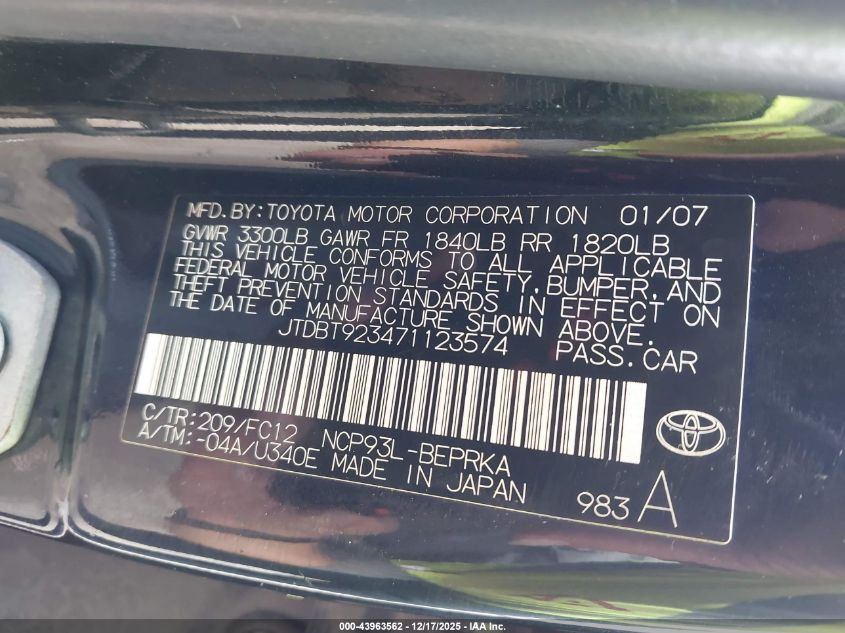 MFD. BY: TOYOTA MOTOR CORPORATION 01/07
GVWR 3300LB GAWR FR 1840LB RR 1820LB
THIS VEHICLE CONFORMS TO ALL APPLICABLE
FEDERAL MOTOR VEHICLE SAFETY, BUMPER, AND
THEFT PREVENTION STANDARDS IN EFFECT ON
THE DATE OF MANUFACTURE SHOWN ABOVE.
JTDBT923471123574 PASS. CAR
C/TR: 209/FC12 NCP93L-BEPRKA
A/TM: -04A/U340E MADE IN JAPAN
983 A
000-43963562 - 12/17/2025 - IAA Inc.